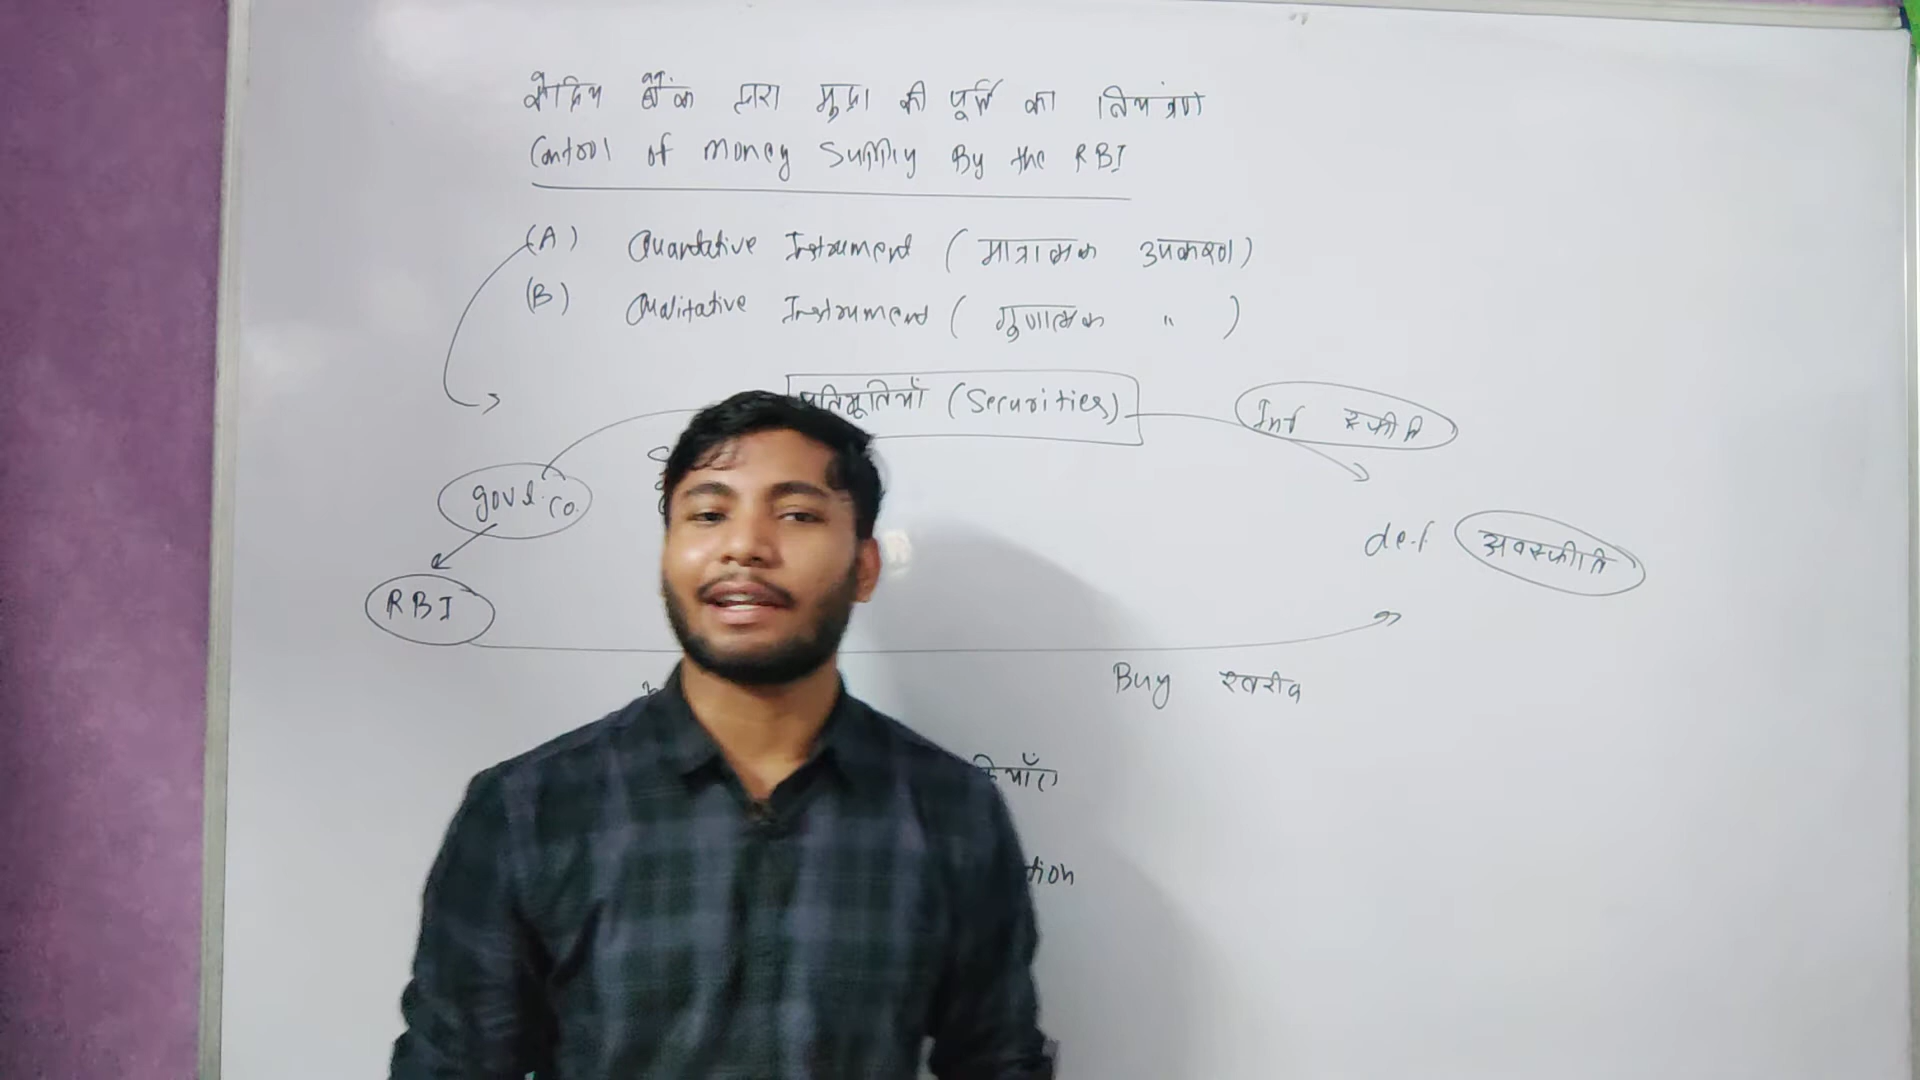 केंद्रिय बैंक द्वारा मुद्रा की पूर्ति का नियंत्रण
Control of money Supply By the RBI
(A) Quantative Instrument (मात्रात्मक उपकरण)
(B) Qualitative Instrument (गुणात्मक " )
प्रतिभूतियाँ (Securities)
Inf स्फीति
govt. co.
def. अवस्फीति
RBI
Buy खरीद
tion